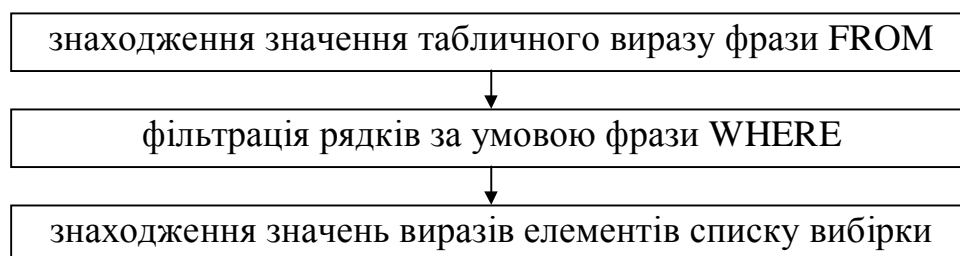 знаходження значення табличного виразу фрази FROM
фільтрація рядків за умовою фрази WHERE
знаходження значень виразів елементів списку вибірки